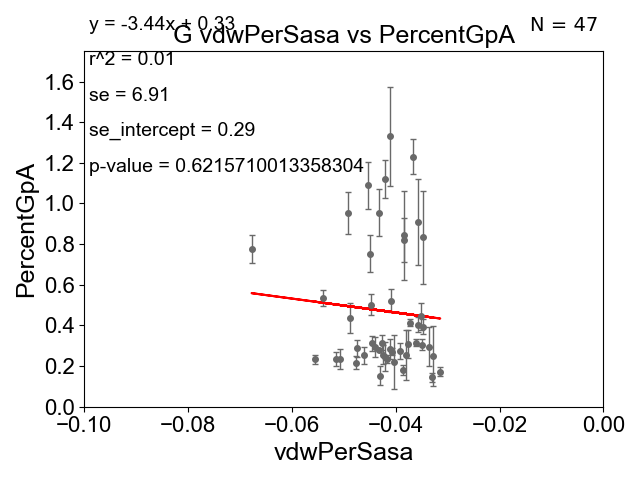 y = -3.44x + 0.33
N = 47
G vdwPerSasa vs PercentGpA
r^2 = 0.01
se = 6.91
se_intercept = 0.29
p-value = 0.6215710013358304
PercentGpA
1.6
1.4
1.2
1.0
0.8
0.6
0.4
0.2
0.0
−0.10
−0.08
−0.06
−0.04
−0.02
0.00
vdwPerSasa